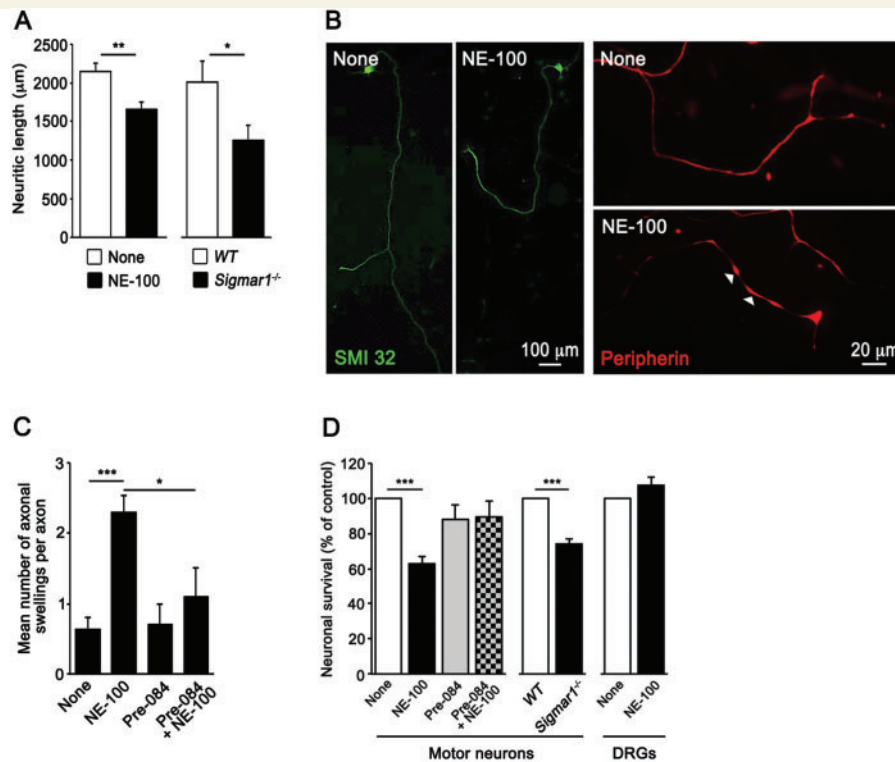 A
Neuritic length (μm)
2500
2000
1500
1000
500
0
**
*
None
NE-100
WT
Sigmar1-/-
B
None
NE-100
None
SMI 32
100 μm
NE-100
Peripherin
20 μm
C
Mean number of axonal
swellings per axon
3
2
1
0
***
*
None
NE-100
Pre-084
Pre-084
+ NE-100
D
Neuronal survival (% of control)
120
100
80
60
40
20
0
***
***
None
NE-100
Pre-084
Pre-084
+ NE-100
WT
Sigmar1-/-
None
NE-100
Motor neurons
DRGs